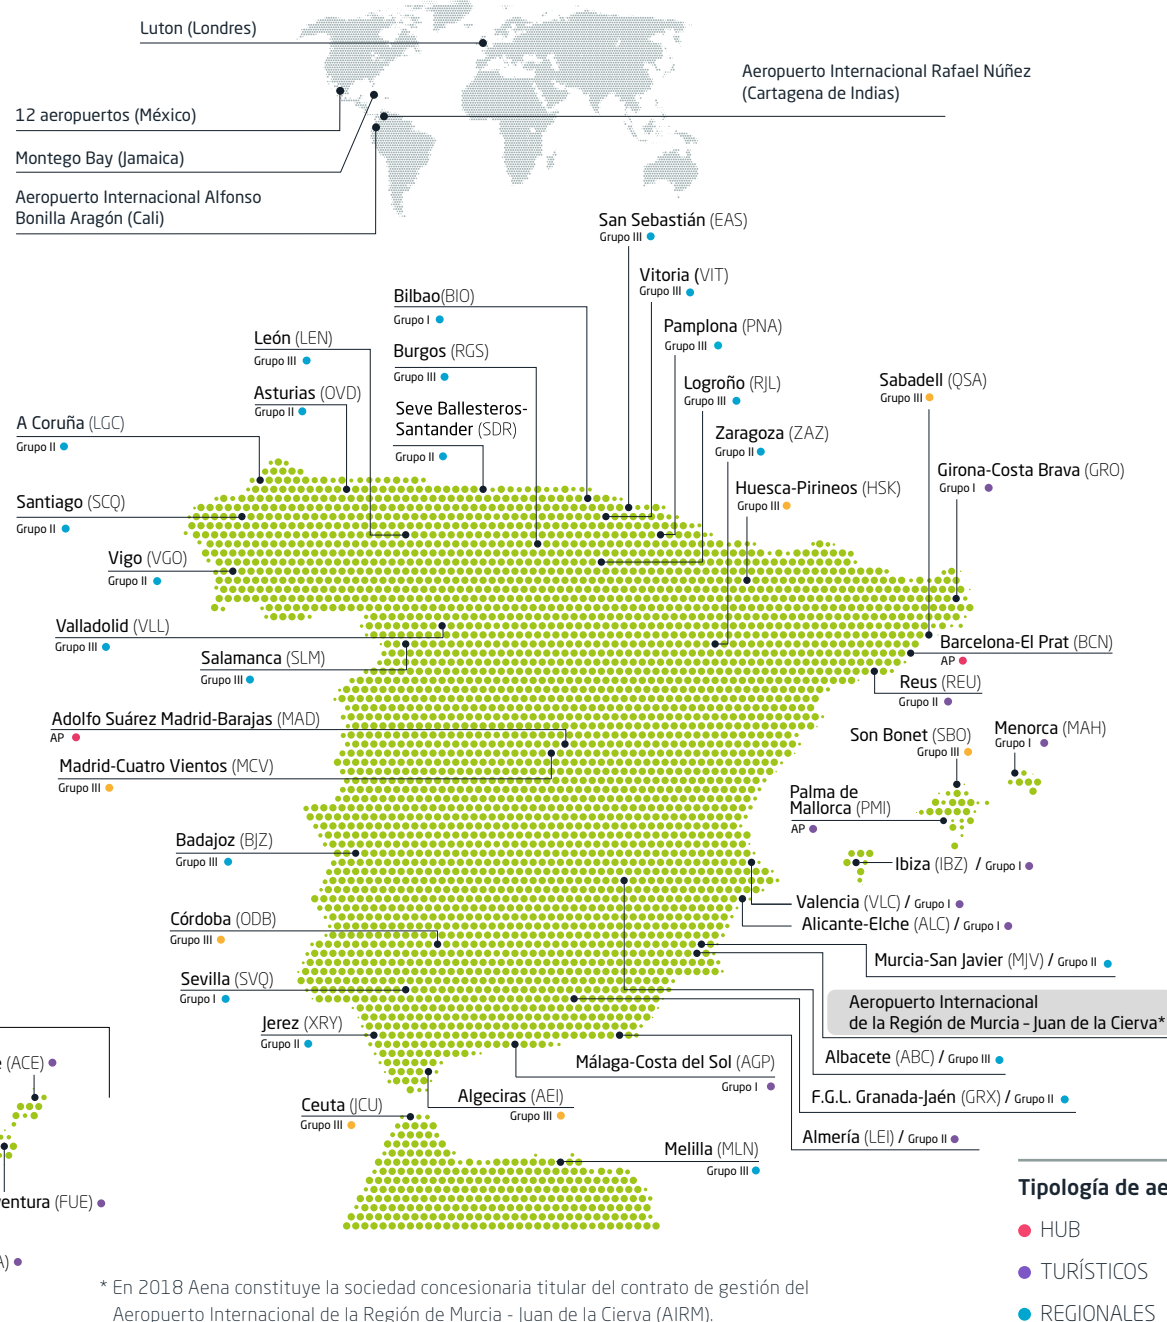 Luton (Londres)
Aeropuerto Internacional Rafael Núñez
(Cartagena de Indias)
12 aeropuertos (México)
Montego Bay (Jamaica)
Aeropuerto Internacional Alfonso
Bonilla Aragón (Cali)
San Sebastián (EAS)
Grupo III
Vitoria (VIT)
Grupo III
Bilbao(BIO)
Grupo I
Pamplona (PNA)
Grupo III
León (LEN)
Grupo III
Burgos (RGS)
Grupo III
Logroño (RJL)
Grupo III
Sabadell (QSA)
Grupo III
Asturias (OVD)
Grupo II
Seve Ballesteros-
Santander (SDR)
Grupo II
A Coruña (LGC)
Grupo II
Zaragoza (ZAZ)
Grupo II
Girona-Costa Brava (GRO)
Grupo I
Huesca-Pirineos (HSK)
Grupo III
Santiago (SCQ)
Grupo II
Vigo (VGO)
Grupo II
Valladolid (VLL)
Grupo III
Salamanca (SLM)
Grupo III
Barcelona-El Prat (BCN)
AP
Reus (REU)
Grupo II
Adolfo Suárez Madrid-Barajas (MAD)
AP
Madrid-Cuatro Vientos (MCV)
Grupo III
Son Bonet (SBO)
Grupo III
Menorca (MAH)
Grupo I
Palma de
Mallorca (PMI)
AP
Badajoz (BJZ)
Grupo III
Ibiza (IBZ) / Grupo I
Valencia (VLC) / Grupo I
Alicante-Elche (ALC) / Grupo I
Córdoba (ODB)
Grupo III
Murcia-San Javier (MJV) / Grupo II
Sevilla (SVQ)
Grupo I
Aeropuerto Internacional
de la Región de Murcia – Juan de la Cierva*
Jerez (XRY)
Grupo II
Albacete (ABC) / Grupo III
Málaga-Costa del Sol (AGP)
Grupo I
(ACE)
Algeciras (AEI)
Grupo III
F.G.L. Granada-Jaén (GRX) / Grupo II
Ceuta (JCU)
Grupo III
Almería (LEI) / Grupo II
Melilla (MLN)
Grupo III
entura (FUE)
A)
Tipología de ae
HUB
TURÍSTICOS
REGIONALES
* En 2018 Aena constituye la sociedad concesionaria titular del contrato de gestión del
Aeropuerto Internacional de la Región de Murcia - Juan de la Cierva (AIRM).